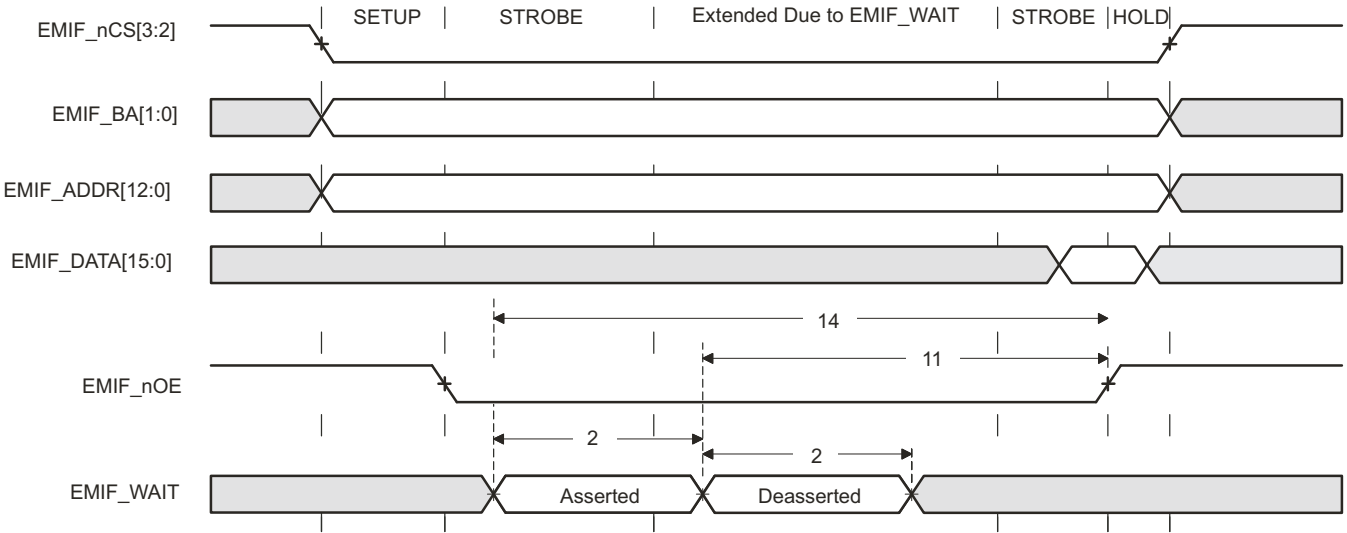 SETUP STROBE Extended Due to EMIF_WAIT STROBE HOLD
EMIF_nCS[3:2]
EMIF_BA[1:0]
EMIF_ADDR[12:0]
EMIF_DATA[15:0]
14
11
EMIF_nOE
2
2
EMIF_WAIT Asserted Deasserted